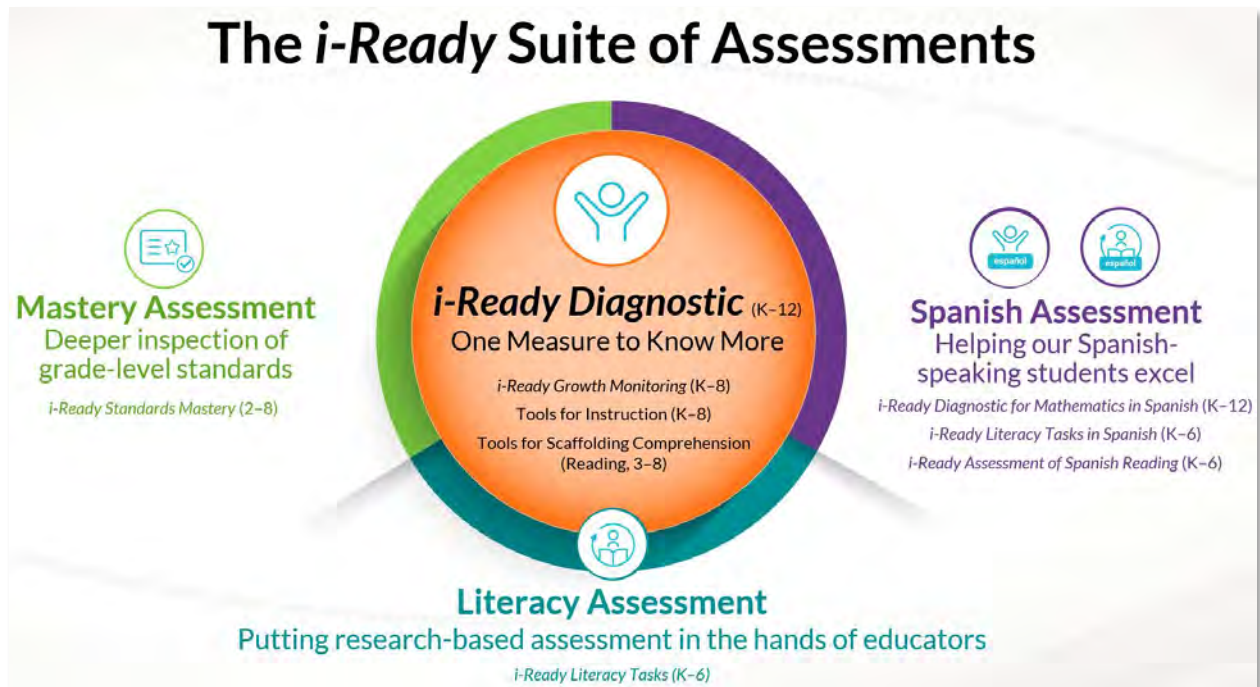 The i-Ready Suite of Assessments
Mastery Assessment
Deeper inspection of
grade-level standards
i-Ready Standards Mastery (2–8)
i-Ready Diagnostic (K–12)
One Measure to Know More
i-Ready Growth Monitoring (K–8)
Tools for Instruction (K–8)
Tools for Scaffolding Comprehension
(Reading, 3–8)
español
español
Spanish Assessment
Helping our Spanish-
speaking students excel
i-Ready Diagnostic for Mathematics in Spanish (K–12)
i-Ready Literacy Tasks in Spanish (K–6)
i-Ready Assessment of Spanish Reading (K–6)
Literacy Assessment
Putting research-based assessment in the hands of educators
i-Ready Literacy Tasks (K–6)